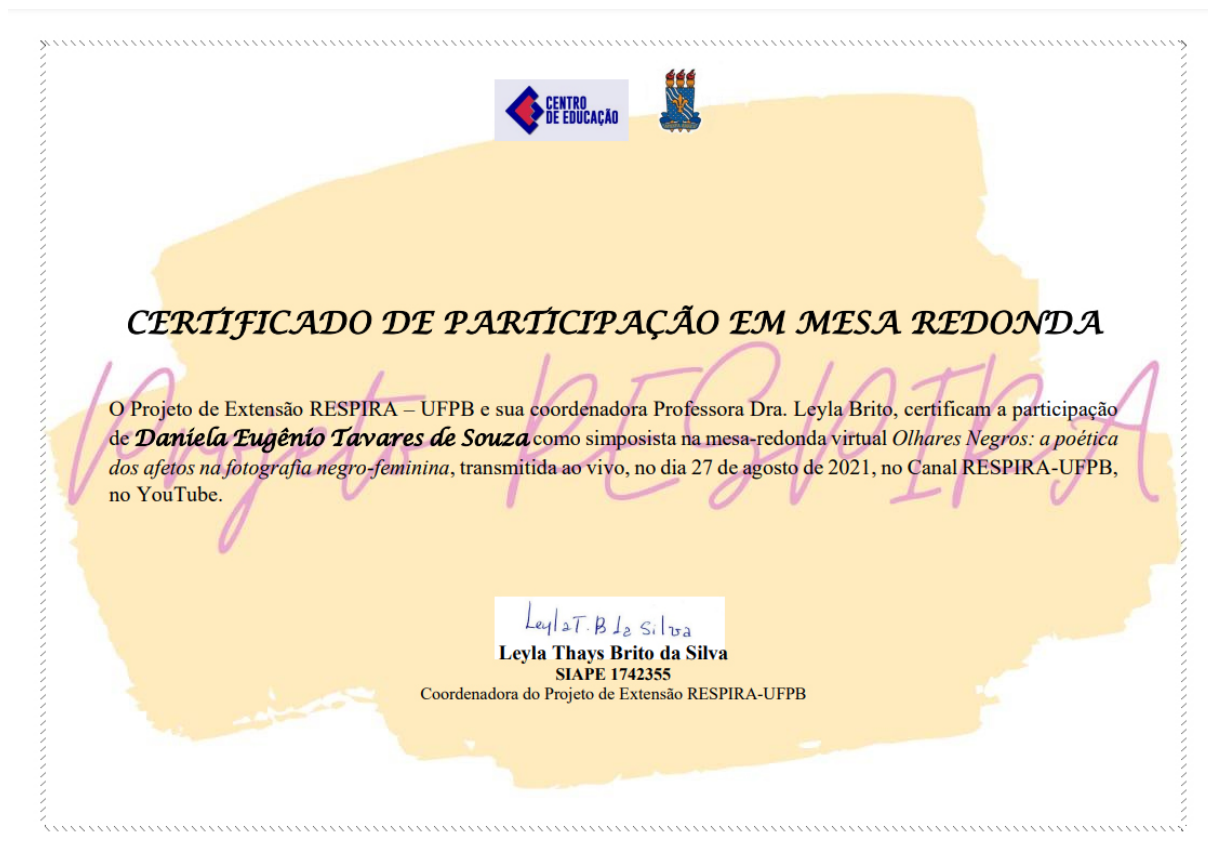 CENTRO
DE EDUCAÇÃO
CERTIFICADO DE PARTICIPAÇÃO EM MESA REDONDA
Projeto RESPIRA
O Projeto de Extensão RESPIRA – UFPB e sua coordenadora Professora Dra. Leyla Brito, certificam a participação
de Daniela Eugênio Tavares de Souza como simposista na mesa-redonda virtual Olhares Negros: a poética
dos afetos na fotografia negro-feminina, transmitida ao vivo, no dia 27 de agosto de 2021, no Canal RESPIRA-UFPB,
no YouTube.
Leyla T. B da Silva
Leyla Thays Brito da Silva
SIAPE 1742355
Coordenadora do Projeto de Extensão RESPIRA-UFPB